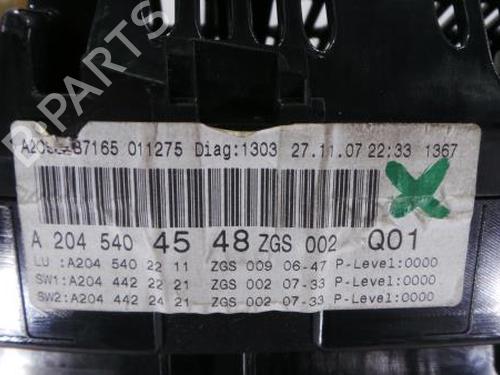 B-PARTS
011275 Diag:1303 27.11.07 22:33 1367
A 204 540 45 48 ZGS 002 Q01
LU :A204 540 22 11 ZGS 009 06-47 P-Level:0000
SW1:A204 442 22 21 ZGS 002 07-33 P-Level:0000
SW2:A204 442 24 21 ZGS 002 07-33 P-Level:0000